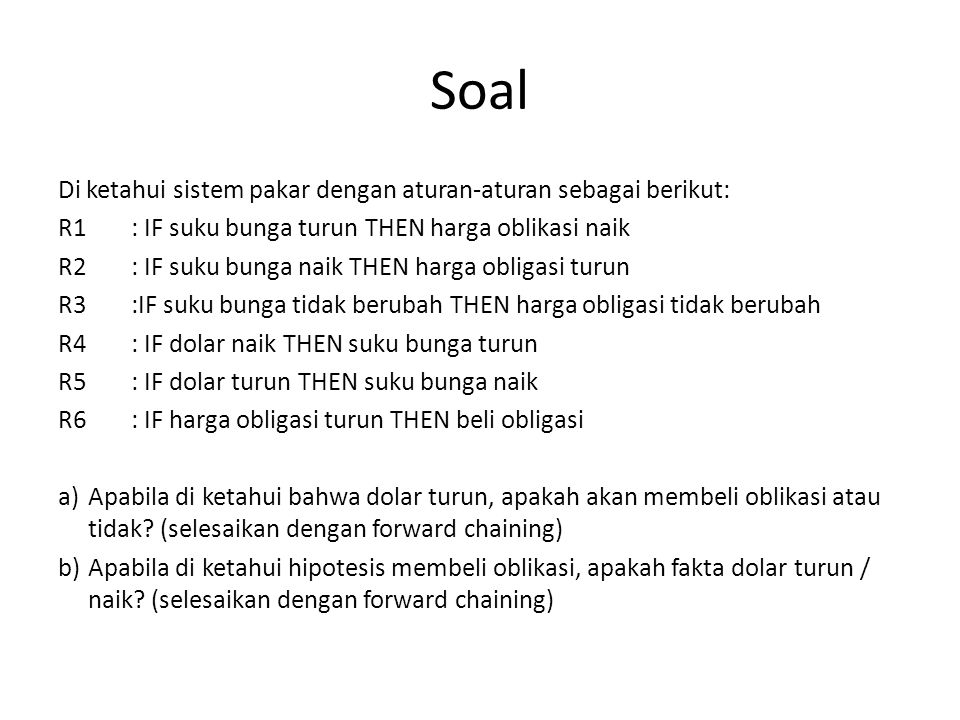 Soal
Di ketahui sistem pakar dengan aturan-aturan sebagai berikut:
R1 : IF suku bunga turun THEN harga oblikasi naik
R2 : IF suku bunga naik THEN harga obligasi turun
R3 :IF suku bunga tidak berubah THEN harga obligasi tidak berubah
R4 : IF dolar naik THEN suku bunga turun
R5 : IF dolar turun THEN suku bunga naik
R6 : IF harga obligasi turun THEN beli obligasi
a) Apabila di ketahui bahwa dolar turun, apakah akan membeli oblikasi atau
tidak? (selesaikan dengan forward chaining)
b) Apabila di ketahui hipotesis membeli oblikasi, apakah fakta dolar turun /
naik? (selesaikan dengan forward chaining)